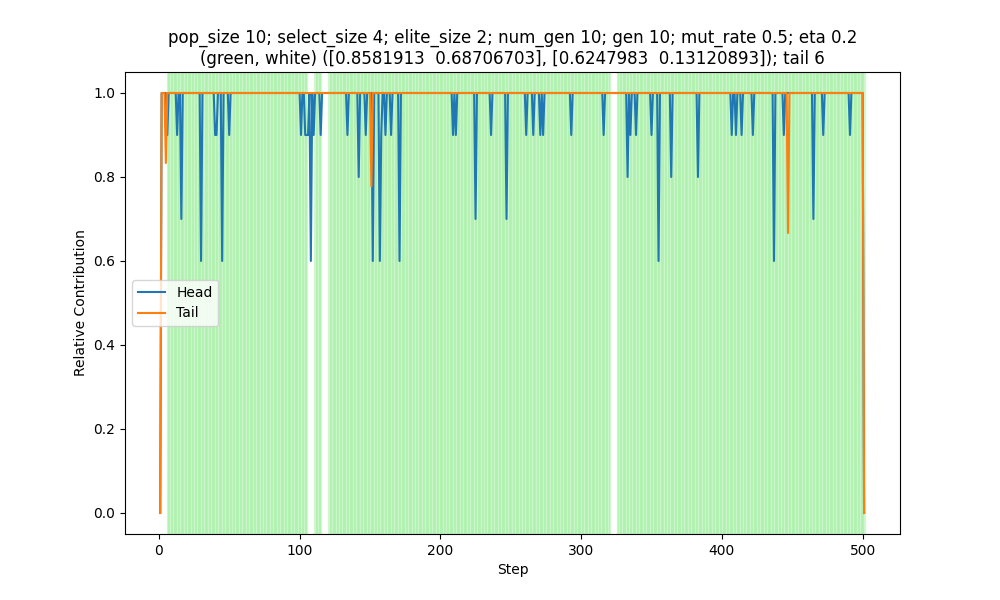 pop_size 10; select_size 4; elite_size 2; num_gen 10; gen 10; mut_rate 0.5; eta 0.2
(green, white) ([0.8581913  0.68706703], [0.6247983  0.13120893]); tail 6
1.0
0.8
0.6
0.4
0.2
0.0
Relative Contribution
Head
Tail
0
100
200
300
400
500
Step